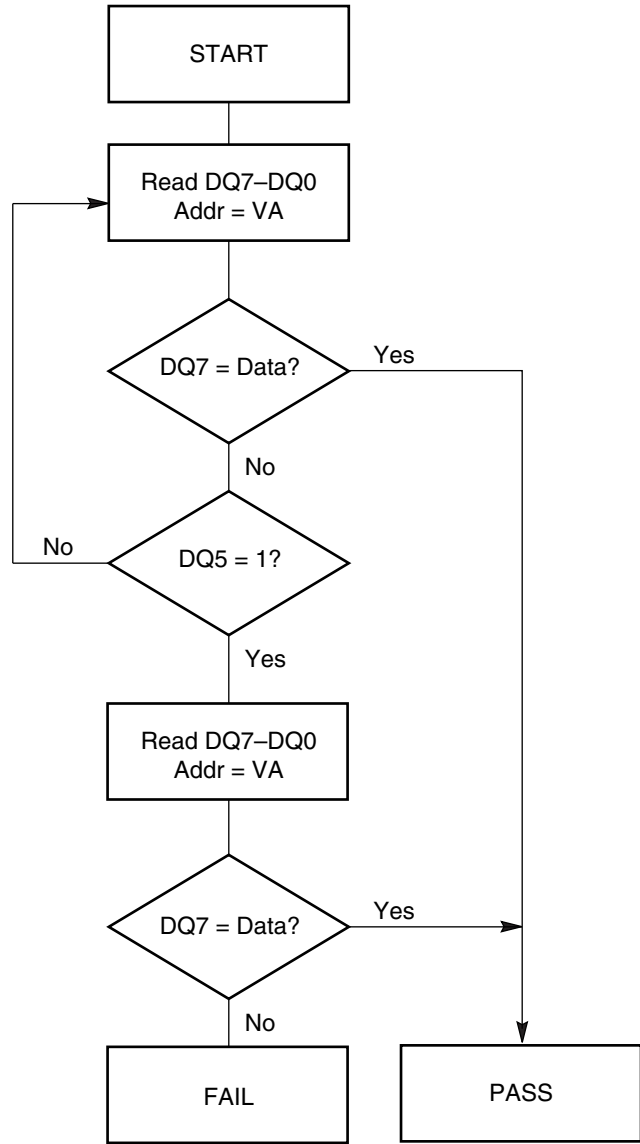 START
Read DQ7–DQ0
Addr = VA
DQ7 = Data?
Yes
No
No
DQ5 = 1?
Yes
Read DQ7–DQ0
Addr = VA
DQ7 = Data?
Yes
No
FAIL
PASS